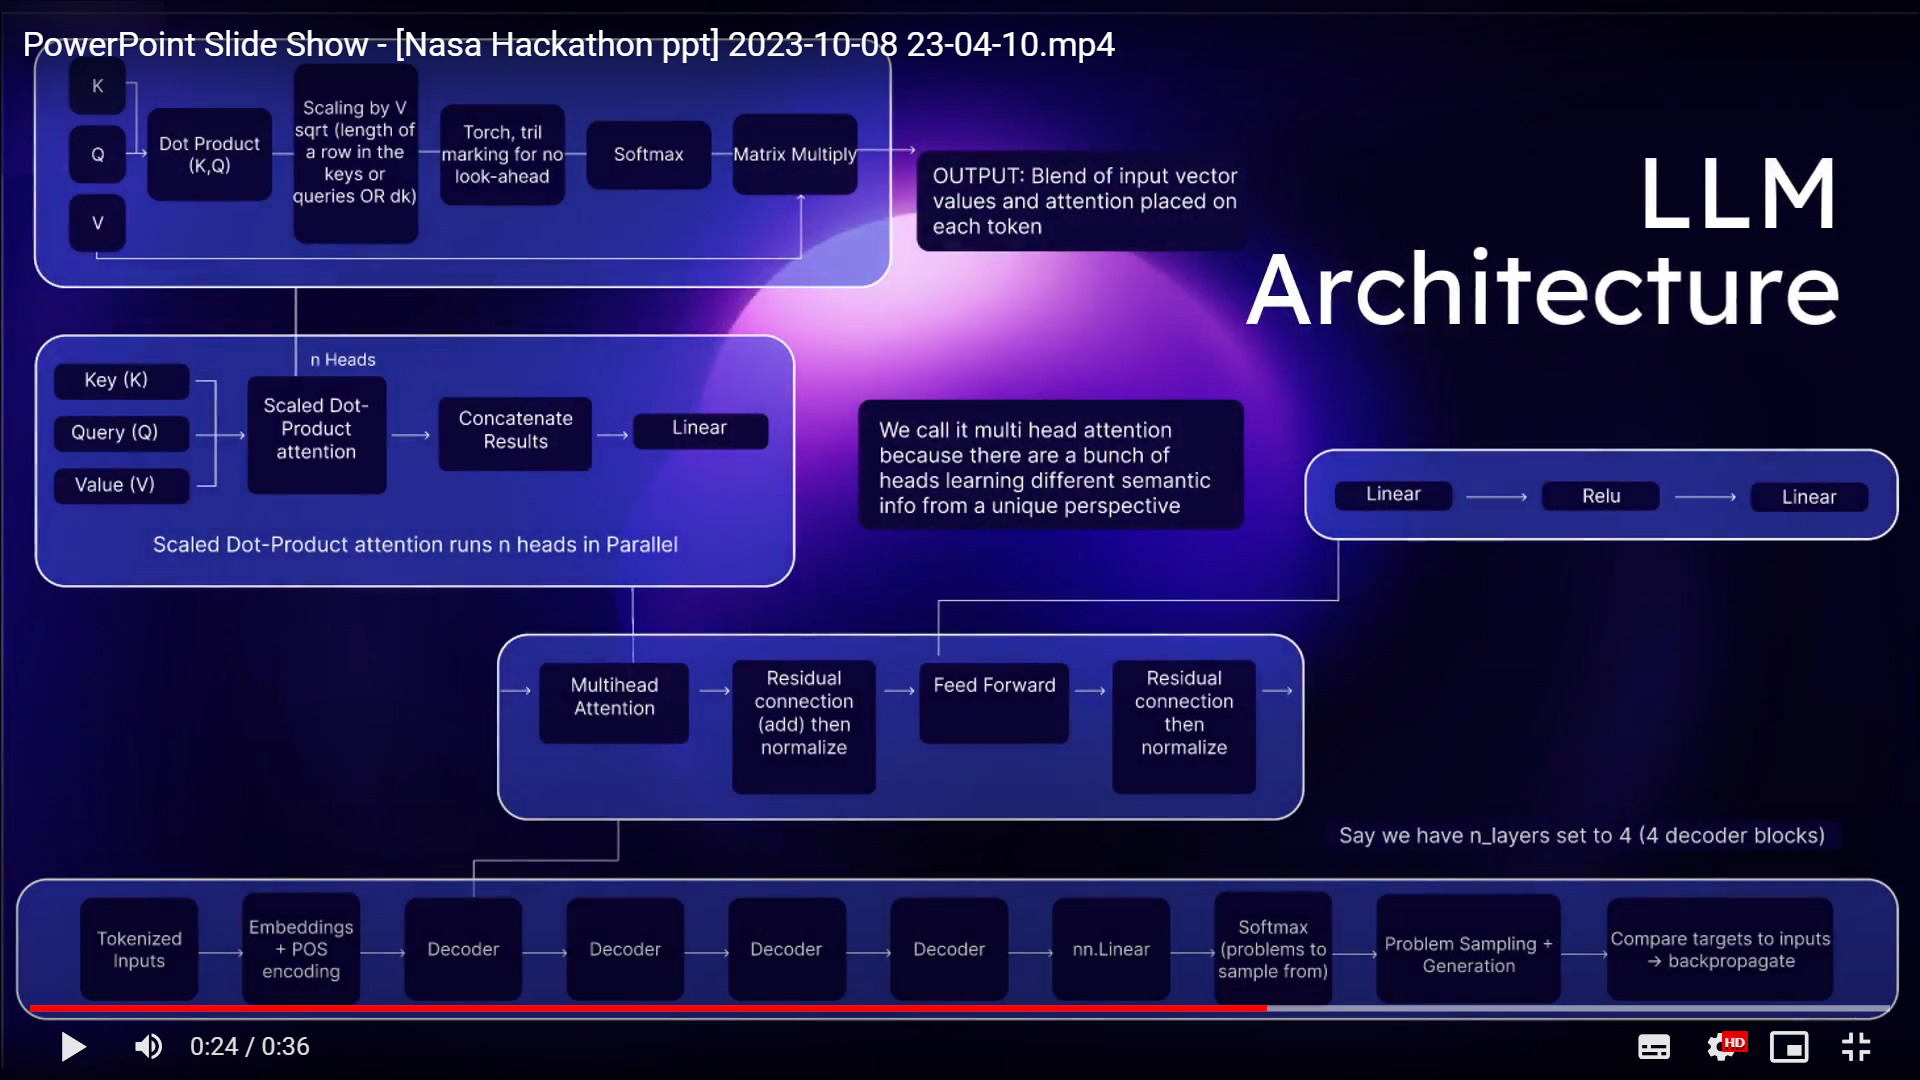 PowerPoint Slide Show - [Nasa Hackathon ppt] 2023-10-08 23-04-10.mp4
K
Q
V
Dot Product
(K,Q)
Scaling by V
sqrt (length of
a row in the
keys or
queries OR dk)
Torch, tril
marking for no
look-ahead
Softmax
Matrix Multiply
OUTPUT: Blend of input vector
values and attention placed on
each token
LLM
Architecture
n Heads
Key (K)
Query (Q)
Value (V)
Scaled Dot-
Product
attention
Concatenate
Results
Linear
Scaled Dot-Product attention runs n heads in Parallel
We call it multi head attention
because there are a bunch of
heads learning different semantic
info from a unique perspective
Linear
Relu
Linear
Multihead
Attention
Residual
connection
(add) then
normalize
Feed Forward
Residual
connection
then
normalize
Say we have n_layers set to 4 (4 decoder blocks)
Tokenized
Inputs
Embeddings
+ POS
encoding
Decoder
Decoder
Decoder
Decoder
nn.Linear
Softmax
(problems to
sample from)
Problem Sampling +
Generation
Compare targets to inputs
→ backpropagate
0:24 / 0:36
HD